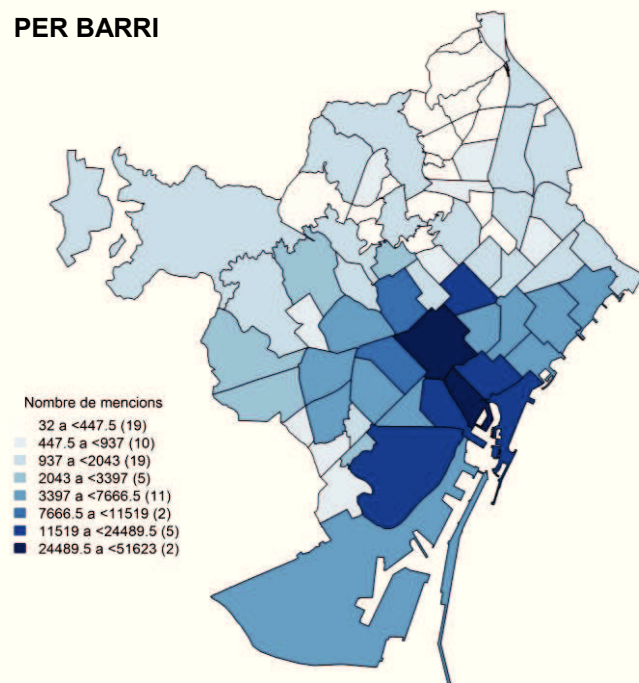 PER BARRI
Nombre de mencions
32 a <447.5 (19)
447.5 a <937 (10)
937 a <2043 (19)
2043 a <3397 (5)
3397 a <7666.5 (11)
7666.5 a <11519 (2)
11519 a <24489.5 (5)
24489.5 a <51623 (2)